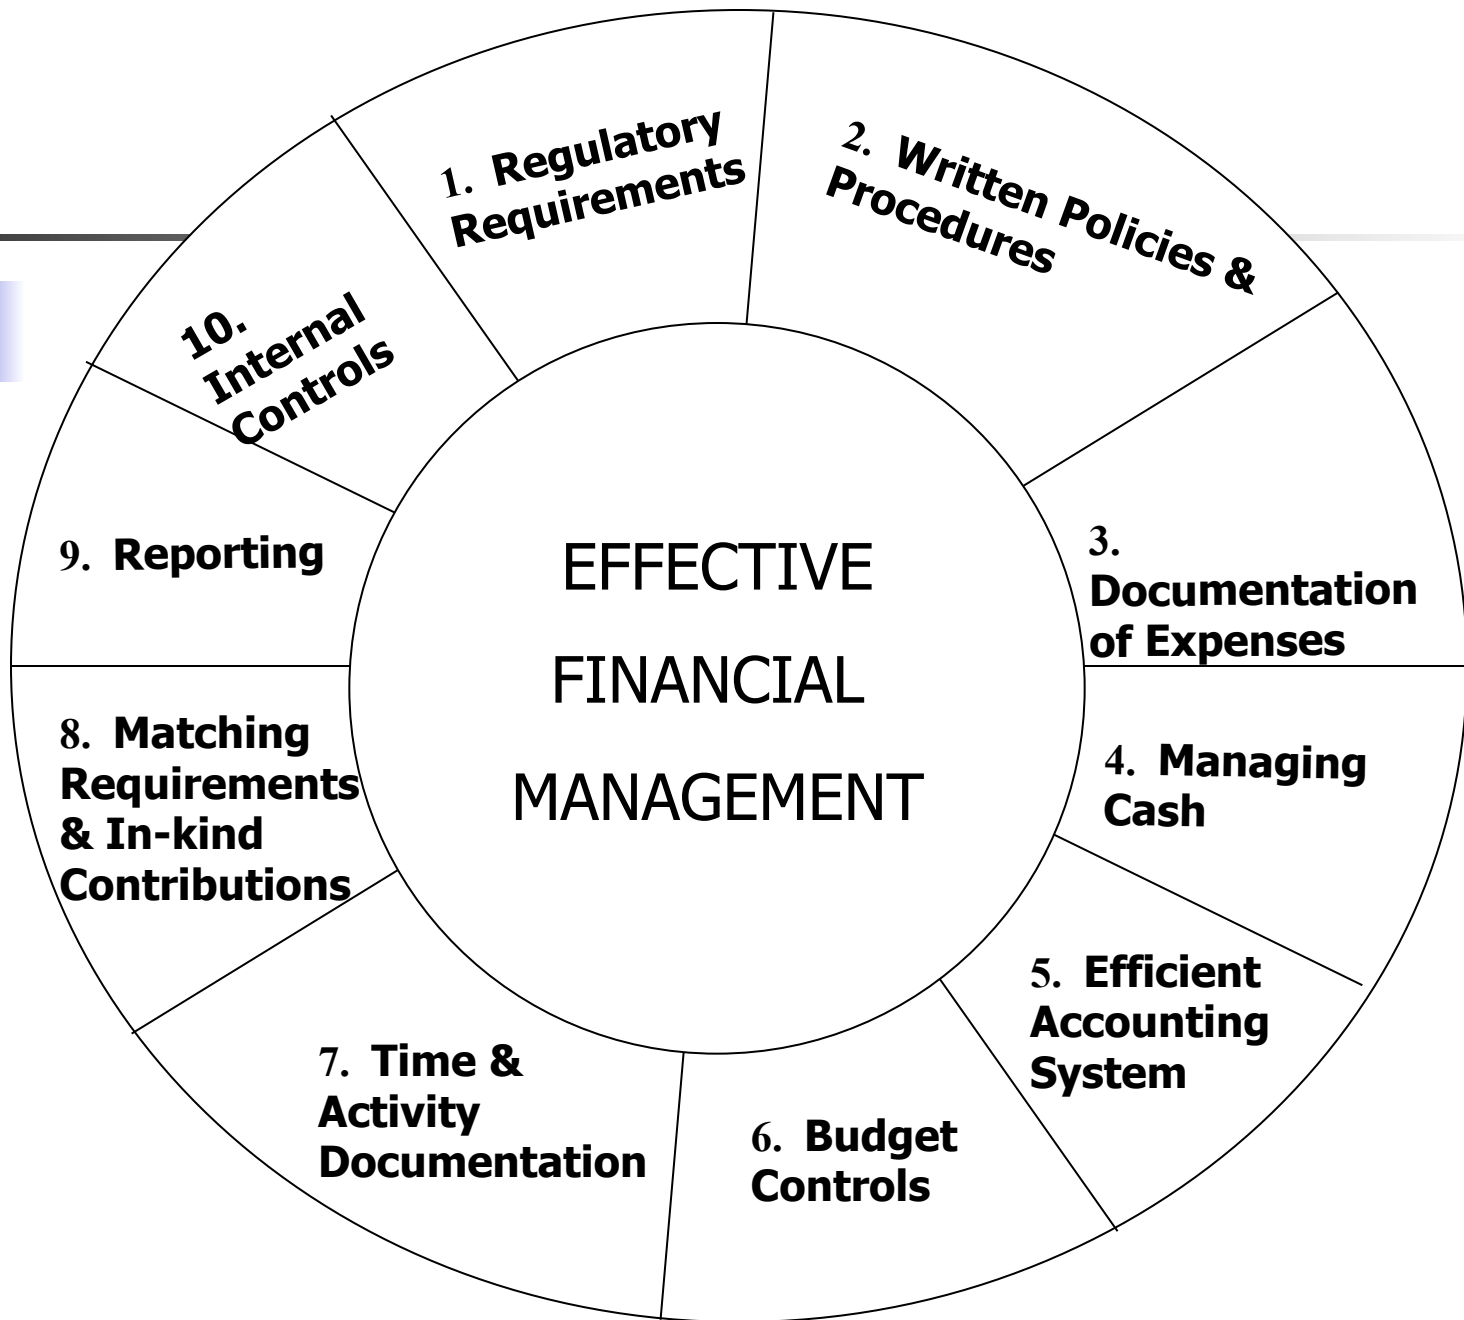 1. Regulatory
Requirements
2. Written Policies &
Procedures
3.
Documentation
of Expenses
4. Managing
Cash
5. Efficient
Accounting
System
6. Budget
Controls
7. Time &
Activity
Documentation
8. Matching
Requirements
& In-kind
Contributions
9. Reporting
10.
Internal
Controls
EFFECTIVE
FINANCIAL
MANAGEMENT